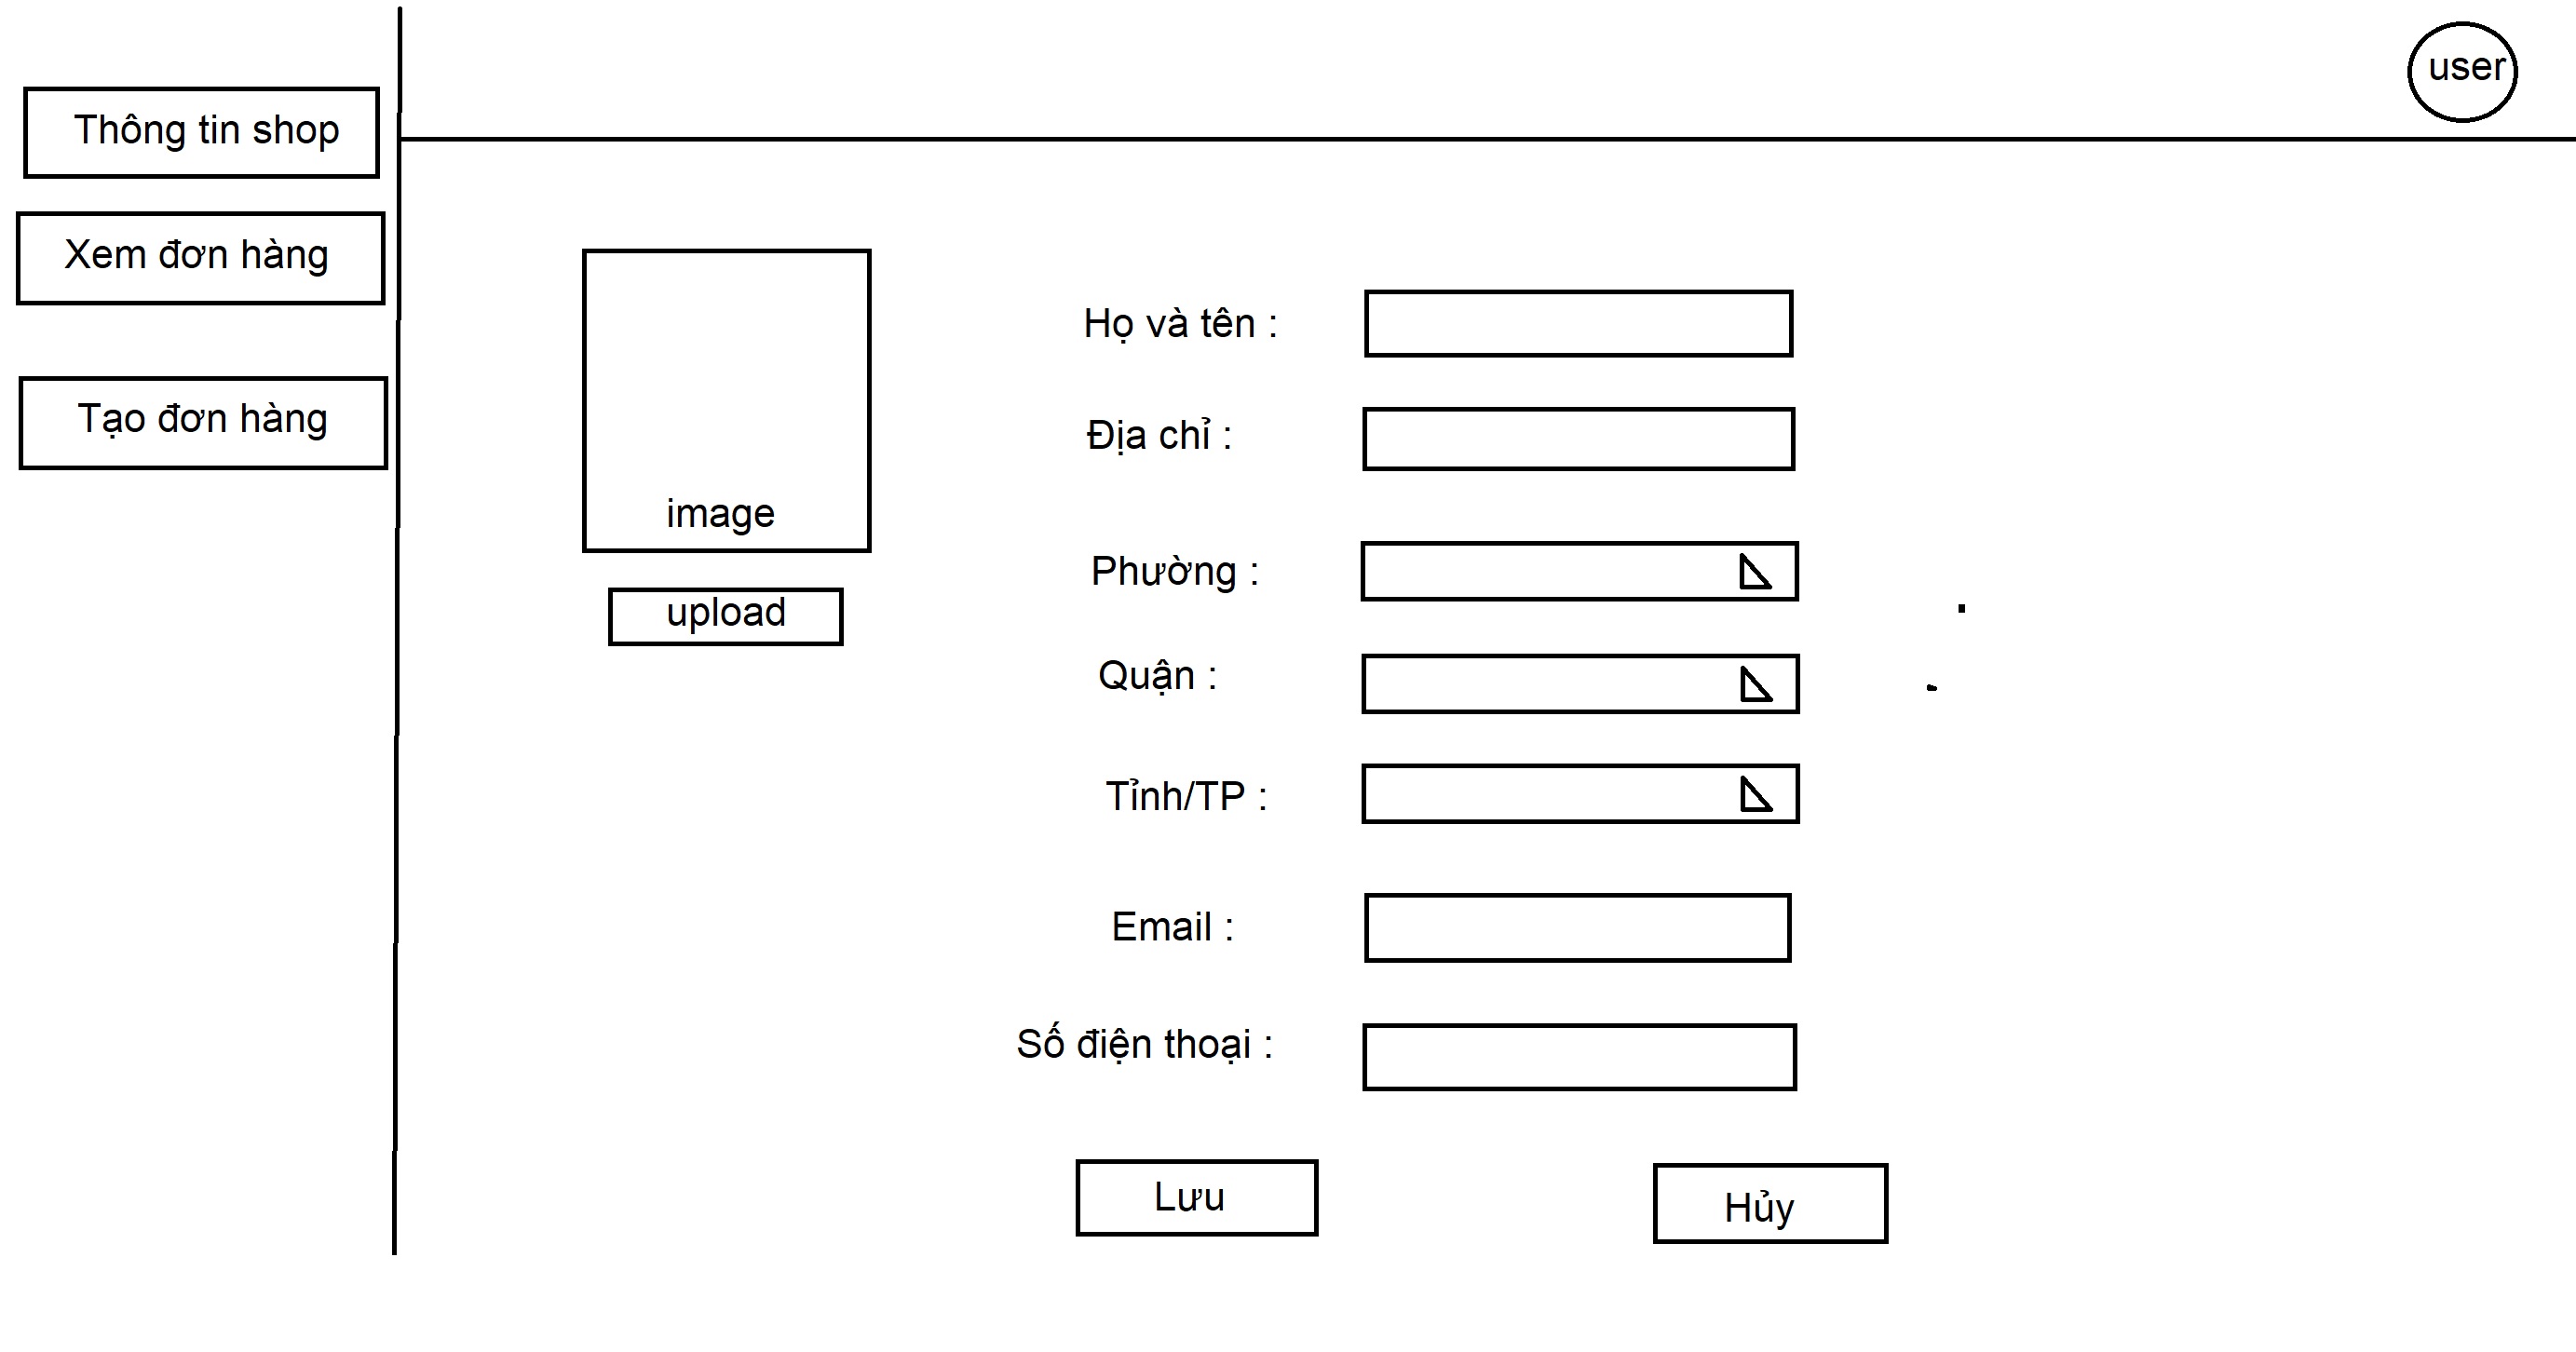 user
Thông tin shop
Xem đơn hàng
Tạo đơn hàng
image
upload
Họ và tên :
Địa chỉ :
Phường :
Quận :
Tỉnh/TP :
Email :
Số điện thoại :
Lưu
Hủy